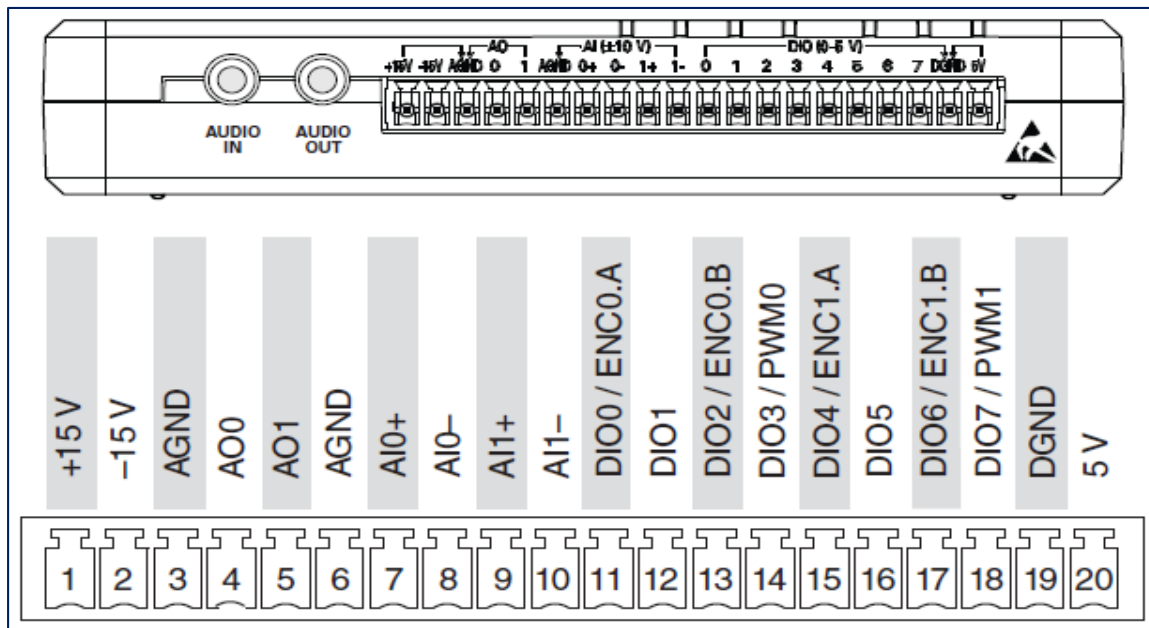 AO AI (±10 V) DIO (0-5 V)
+15V -15V AGND 0 1 AGND 0+ 0- 1+ 1- 0 1 2 3 4 5 6 7 DGND 5V
AUDIO IN
AUDIO OUT
+15 V
–15 V
AGND
AO0
AO1
AGND
AI0+
AI0–
AI1+
AI1–
DIO0 / ENC0.A
DIO1
DIO2 / ENC0.B
DIO3 / PWM0
DIO4 / ENC1.A
DIO5
DIO6 / ENC1.B
DIO7 / PWM1
DGND
5 V
1 2 3 4 5 6 7 8 9 10 11 12 13 14 15 16 17 18 19 20